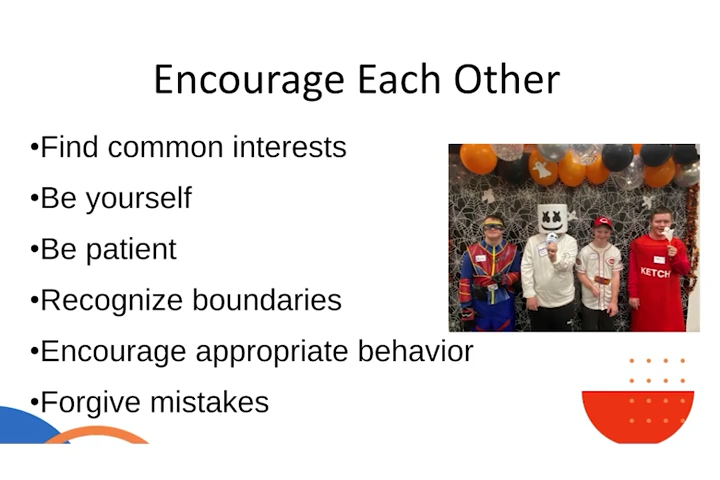 Encourage Each Other
•Find common interests
•Be yourself
•Be patient
•Recognize boundaries
•Encourage appropriate behavior
•Forgive mistakes
KETCH